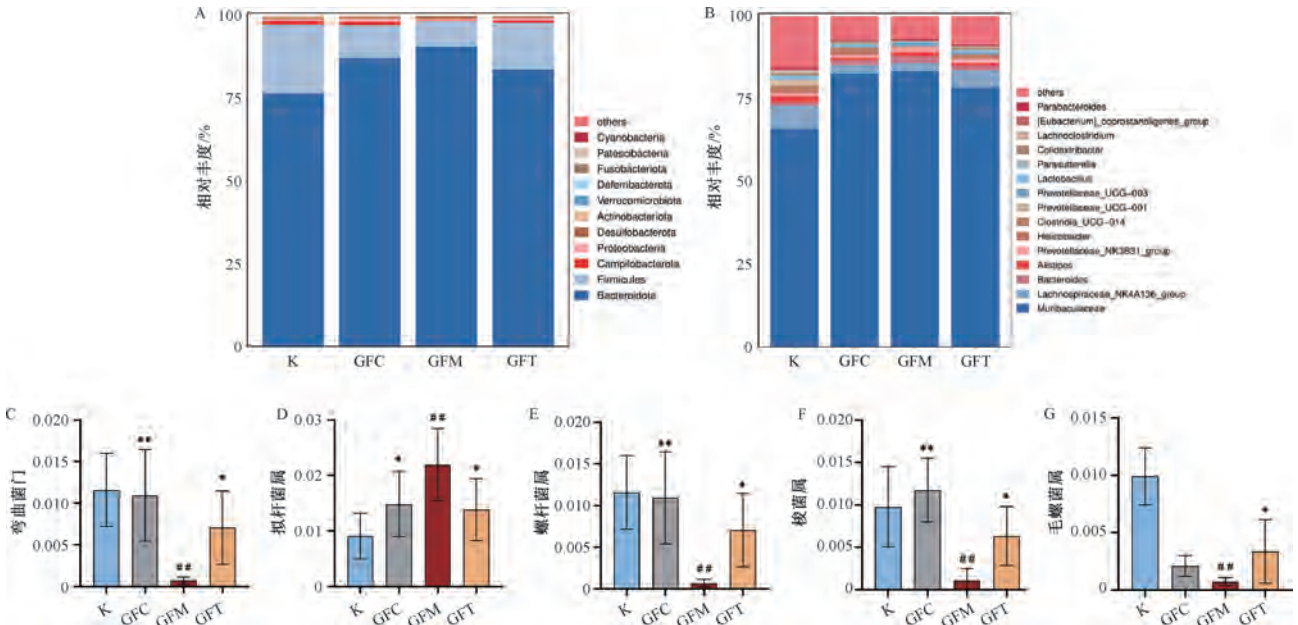 A
相对丰度/%
100
75
50
25
0
K GFC GFM GFT
others
Cyanobacteria
Patescibacteria
Fusobacteriota
Deferribacterota
Verrucomicrobiota
Actinobacteriota
Desulfobacterota
Proteobacteria
Campilobacterota
Firmicutes
Bacteroidota
B
相对丰度/%
100
75
50
25
0
K GFC GFM GFT
others
Parabacteroides
[Eubacterium]_coprostanoligenes_group
Lachnoclostridium
Colidextribacter
Parasutterella
Lactobacillus
Prevotellaceae_UCG-003
Prevotellaceae_UCG-001
Clostridia_UCG-014
Helicobacter
Prevotellaceae_NK3B31_group
Alistipes
Bacteroides
Lachnospiraceae_NK4A136_group
Muribaculaceae
C
弯曲菌门
0.020
0.015
0.010
0.005
0
**
##
*
K GFC GFM GFT
D
拟杆菌属
0.03
0.02
0.01
0
*
##
*
K GFC GFM GFT
E
螺杆菌属
0.020
0.015
0.010
0.005
0
**
##
*
K GFC GFM GFT
F
梭菌属
0.020
0.015
0.010
0.005
0
**
##
*
K GFC GFM GFT
G
毛螺菌属
0.015
0.010
0.005
0
##
*
K GFC GFM GFT